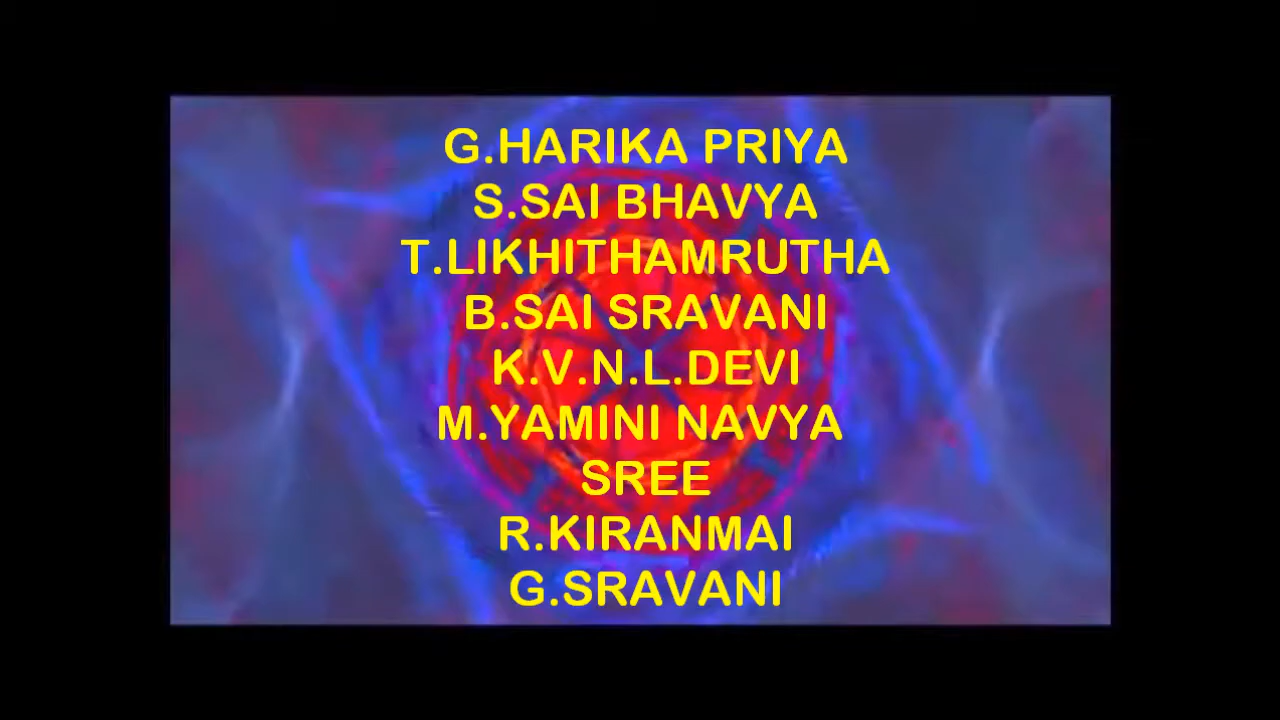 G.HARIKA PRIYA
S.SAI BHAVYA
T.LIKHITHAMRUTHA
B.SAI SRAVANI
K.V.N.L.DEVI
M.YAMINI NAVYA
SREE
R.KIRANMAI
G.SRAVANI